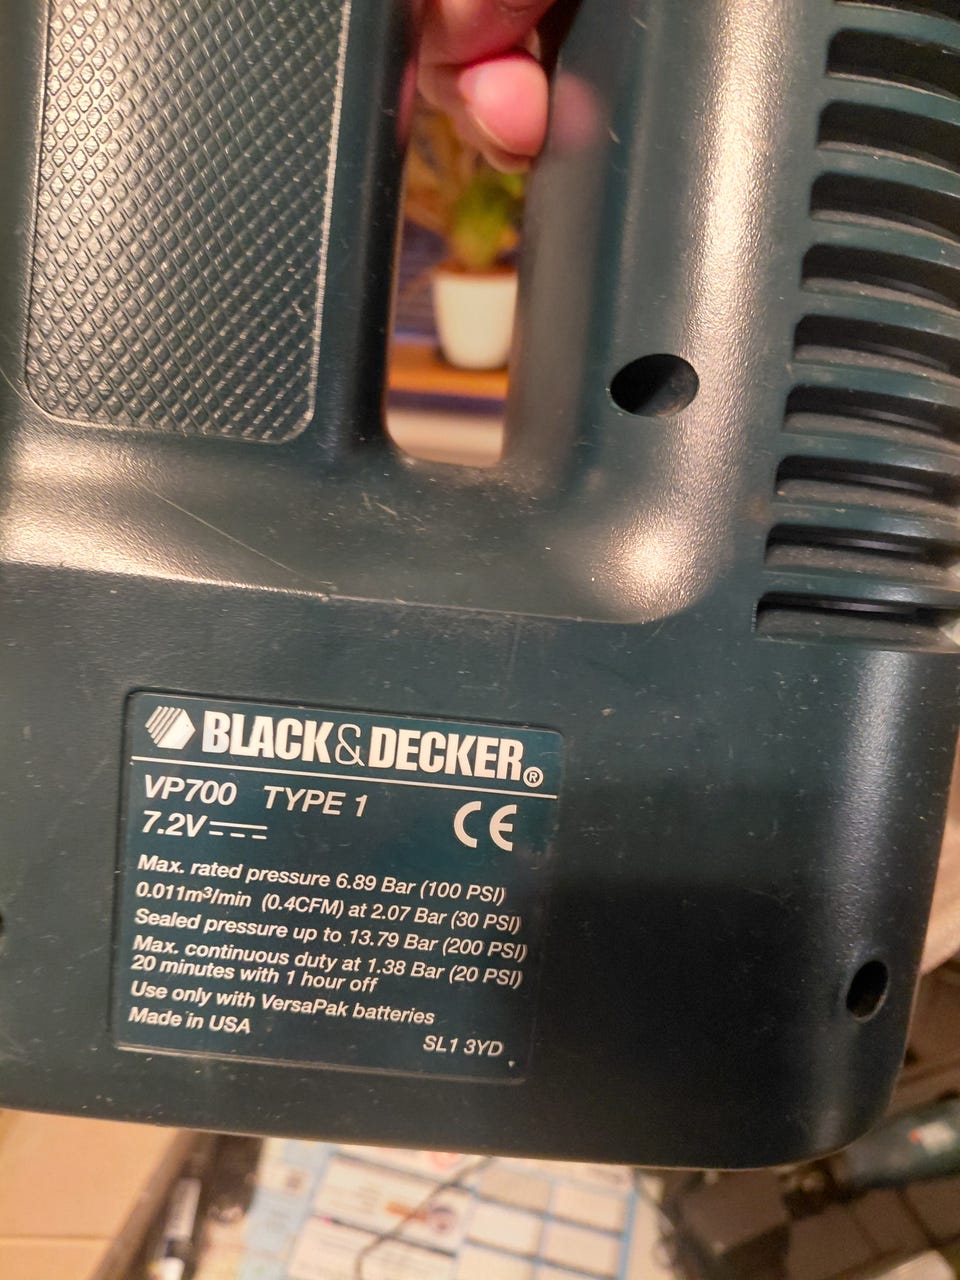 BLACK&DECKER®
VP700 TYPE 1
7.2V⎓ CE
Max. rated pressure 6.89 Bar (100 PSI)
0.011m³/min (0.4CFM) at 2.07 Bar (30 PSI)
Sealed pressure up to 13.79 Bar (200 PSI)
Max. continuous duty at 1.38 Bar (20 PSI)
20 minutes with 1 hour off
Use only with VersaPak batteries
Made in USA
SL1 3YD